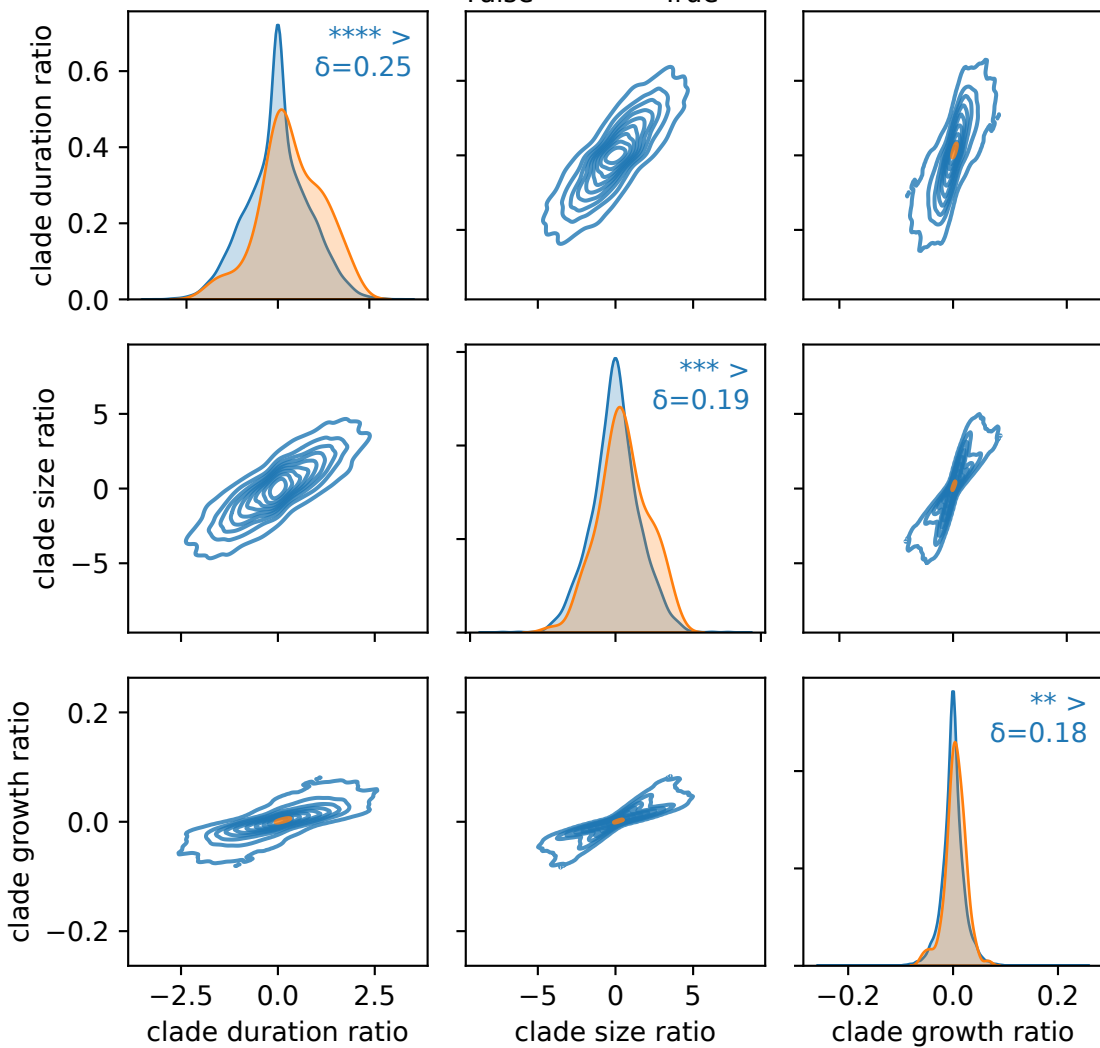 True
clade duration ratio
0.6
0.4
0.2
0.0
**** >
δ=0.25
clade size ratio
5
0
−5
*** >
δ=0.19
clade growth ratio
0.2
0.0
−0.2
** >
δ=0.18
−2.5 0.0 2.5
−5 0 5
−0.2 0.0 0.2
clade duration ratio
clade size ratio
clade growth ratio